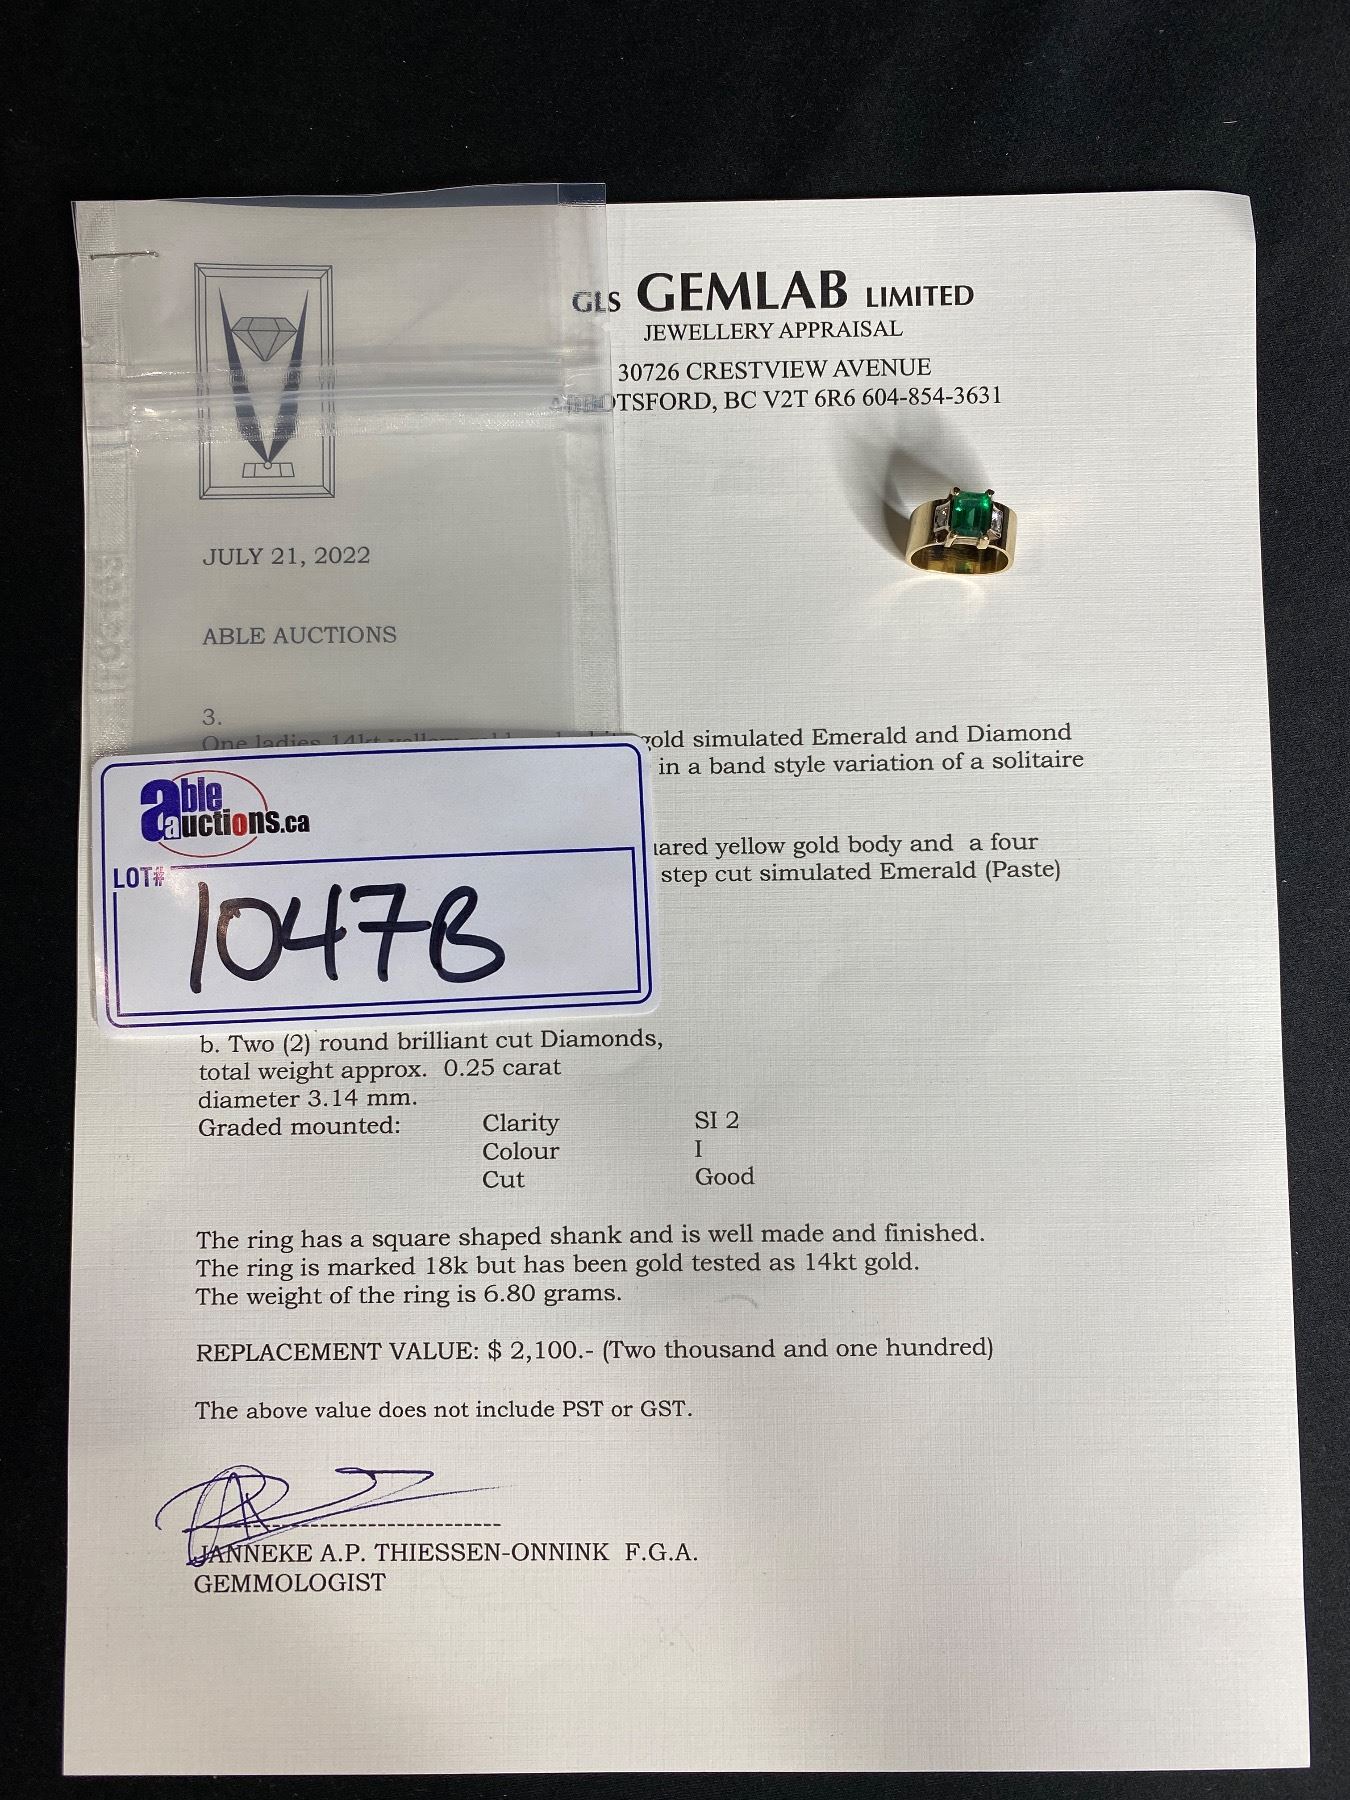 GLS GEMLAB LIMITED
JEWELLERY APPRAISAL
30726 CRESTVIEW AVENUE
ABBOTSFORD, BC V2T 6R6 604-854-3631
JULY 21, 2022
ABLE AUCTIONS
3.
One ladies 14kt yellow gold simulated Emerald and Diamond
in a band style variation of a solitaire
yellow gold body and a four
step cut simulated Emerald (Paste)
able
auctions.ca
LOT#
1047B
b. Two (2) round brilliant cut Diamonds,
total weight approx. 0.25 carat
diameter 3.14 mm.
Graded mounted: Clarity SI 2
Colour I
Cut Good
The ring has a square shaped shank and is well made and finished.
The ring is marked 18k but has been gold tested as 14kt gold.
The weight of the ring is 6.80 grams.
REPLACEMENT VALUE: $ 2,100.- (Two thousand and one hundred)
The above value does not include PST or GST.
JANNEKE A.P. THIESSEN-ONNINK F.G.A.
GEMMOLOGIST